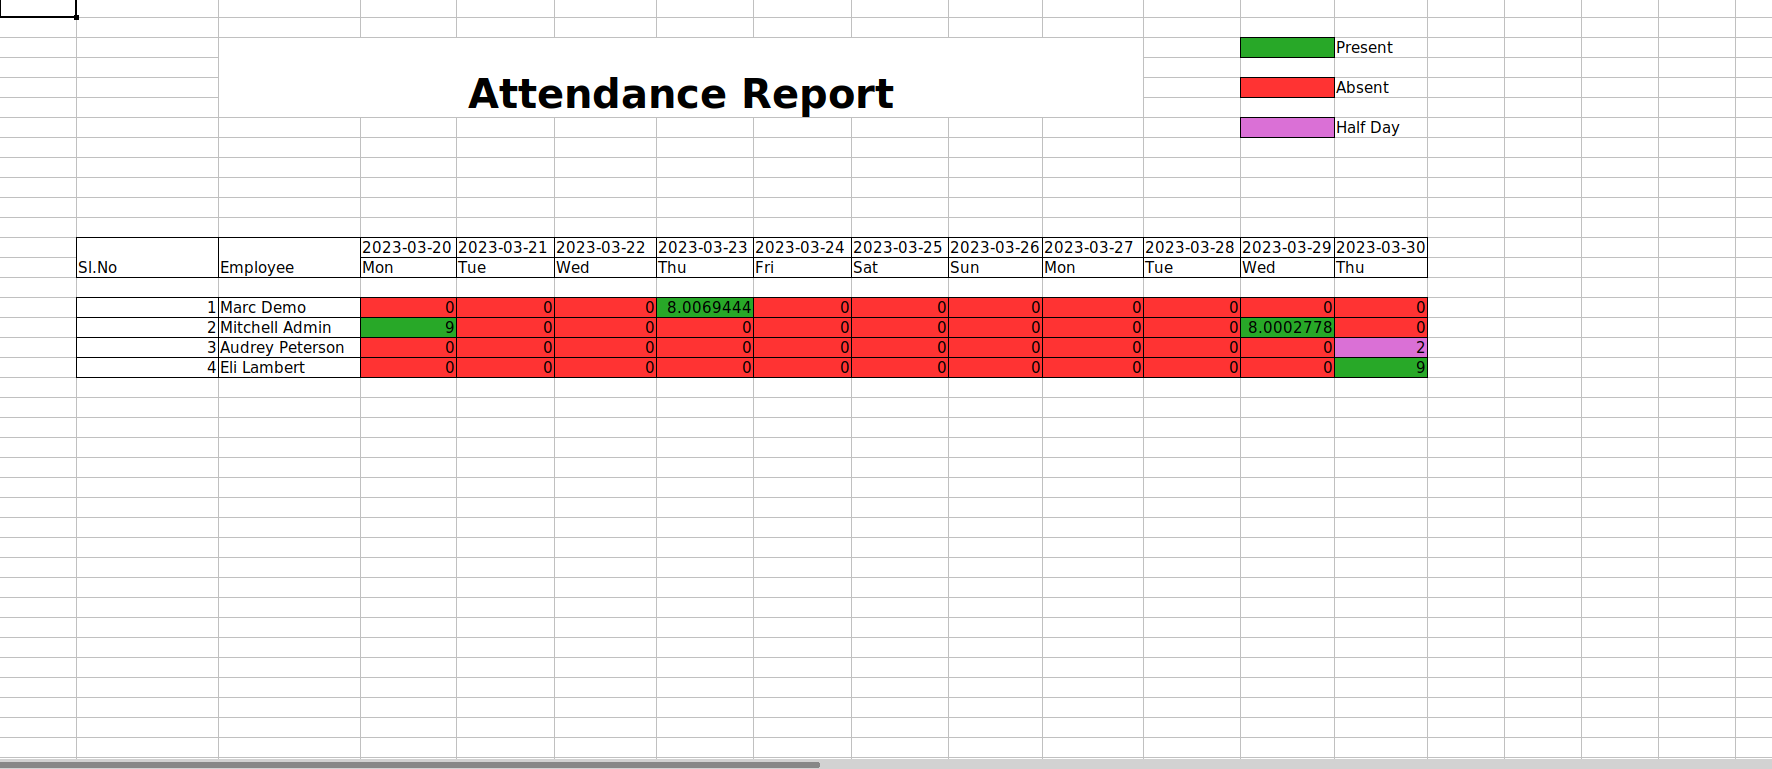 Present
Attendance Report
Absent
Half Day
2023-03-20 2023-03-21 2023-03-22 2023-03-23 2023-03-24 2023-03-25 2023-03-26 2023-03-27 2023-03-28 2023-03-29 2023-03-30
Sl.No Employee Mon Tue Wed Thu Fri Sat Sun Mon Tue Wed Thu
1 Marc Demo 0 0 0 8.0069444 0 0 0 0 0 0 0
2 Mitchell Admin 9 0 0 0 0 0 0 0 0 8.0002778 0
3 Audrey Peterson 0 0 0 0 0 0 0 0 0 0 2
4 Eli Lambert 0 0 0 0 0 0 0 0 0 0 9